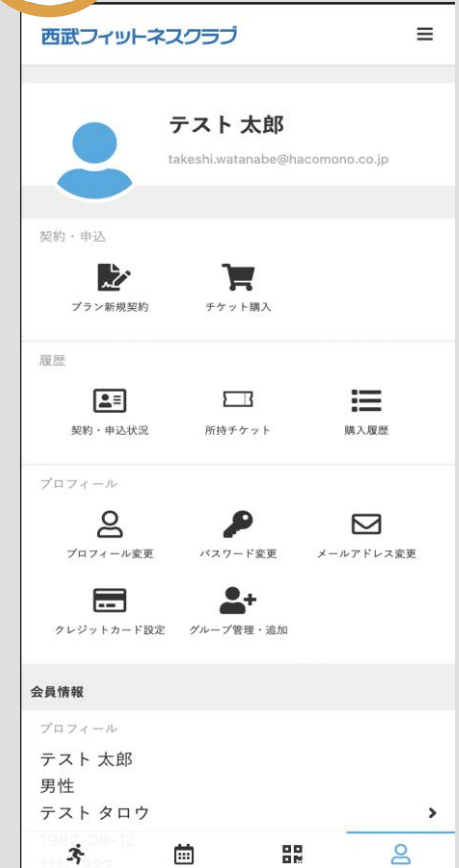 西武フィットネスクラブ
テスト 太郎
takeshi.watanabe@hacomono.co.jp
契約・申込
プラン新規契約 チケット購入
履歴
契約・申込状況 所持チケット 購入履歴
プロフィール
プロフィール変更 パスワード変更 メールアドレス変更
クレジットカード設定 グループ管理・追加
会員情報
プロフィール
テスト 太郎
男性
テスト タロウ
1982-08-12